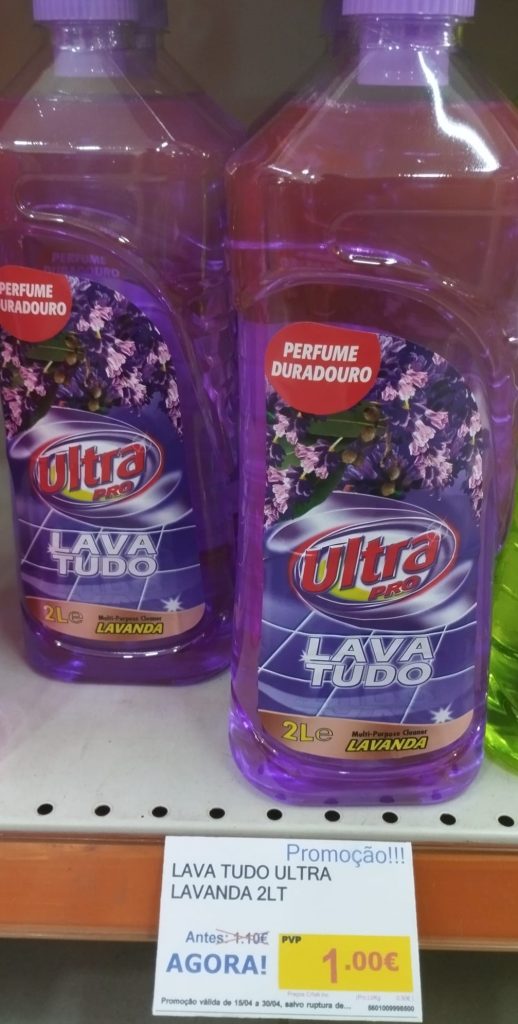 PERFUME
DURADOURO
PERFUME
DURADOURO
Ultra
PRO
LAVA
TUDO
2Le
Multi-Purpose Cleaner
LAVANDA
PERFUME
DURADOURO
Ultra
PRO
LAVA
TUDO
2Le
Multi-Purpose Cleaner
LAVANDA
Promoção!!!
LAVA TUDO ULTRA
LAVANDA 2LT
Antes: 1.10€
AGORA!
PVP
1.00€
Promoção válida de 15/04 a 30/04, salvo ruptura de...